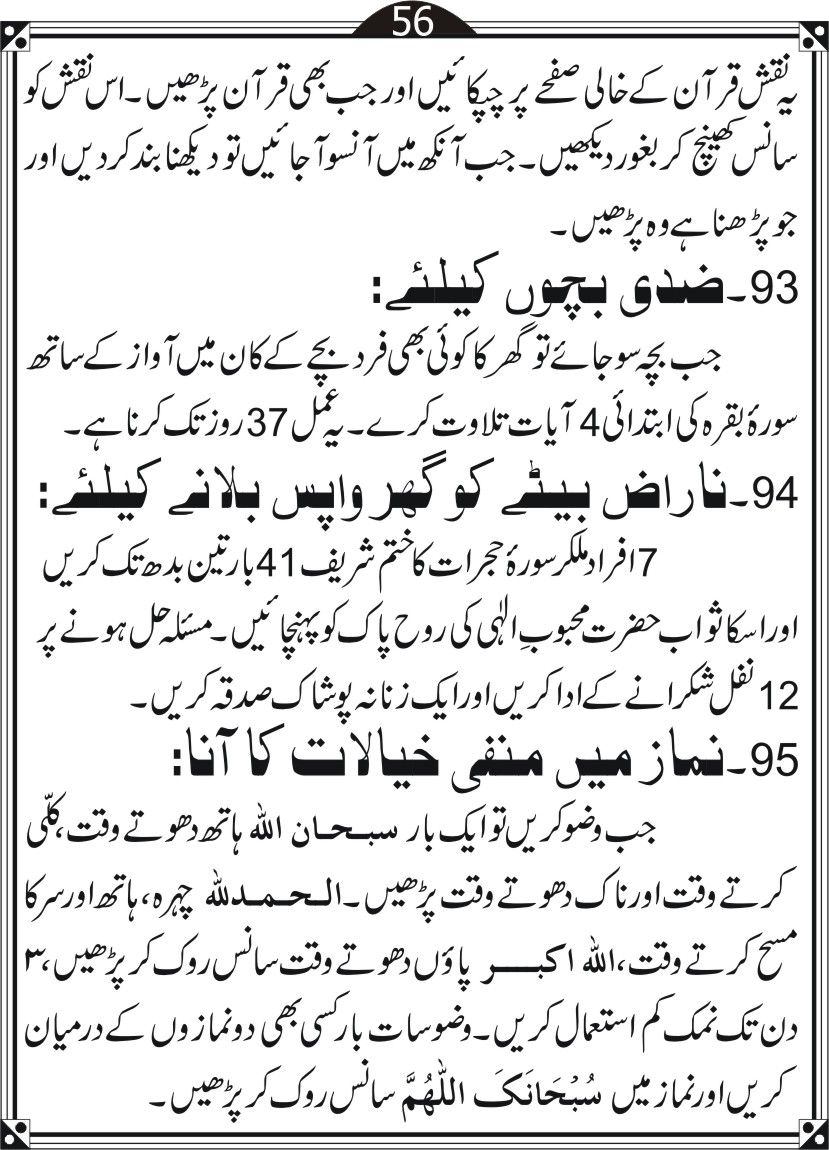 56
یہ نقش قرآن کے خالی صفحے پر چپکائیں اور جب بھی قرآن پڑھیں۔ اس نقش کو
سانس کھینچ کر بغور دیکھیں۔ جب آنکھ میں آنسو آ جائیں تو دیکھنا بند کر دیں اور
جو پڑھنا ہے وہ پڑھیں۔
93۔ضدی بچوں کیلئے:
جب بچہ سو جائے تو گھر کا کوئی بھی فرد بچے کے کان میں آواز کے ساتھ
سورۂ بقرہ کی ابتدائی 4 آیات تلاوت کرے۔ یہ عمل 37 روز تک کرنا ہے۔
94۔ناراض بیٹے کو گھر واپس بلانے کیلئے:
7 افراد ملکر سورۂ حجرات کا ختم شریف 41 بار تین بدھ تک کریں
اور اسکا ثواب حضرت محبوبِ الٰہی کی روح پاک کو پہنچائیں۔ مسئلہ حل ہونے پر
12 نفل شکرانے کے ادا کریں اور ایک زنانہ پوشاک صدقہ کریں۔
95۔نماز میں منفی خیالات کا آنا:
جب وضو کریں تو ایک بار سبحان اللہ ہاتھ دھوتے وقت، کلّی
کرتے وقت اور ناک دھوتے وقت پڑھیں۔ الحمدللہ چہرہ، ہاتھ اور سر کا
مسح کرتے وقت، اللہ اکبر پاؤں دھوتے وقت سانس روک کر پڑھیں، ۳
دن تک نمک کم استعمال کریں۔ وضو سات بار کسی بھی دو نمازوں کے درمیان
کریں اور نماز میں سُبْحَانَکَ اللّٰهُمَّ سانس روک کر پڑھیں۔